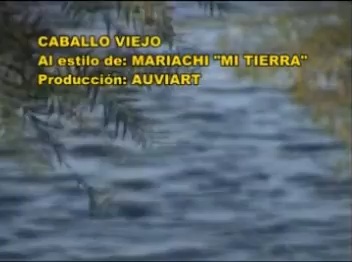 CABALLO VIEJO
Al estilo de: MARIACHI "MI TIERRA"
Producción: AUVIART